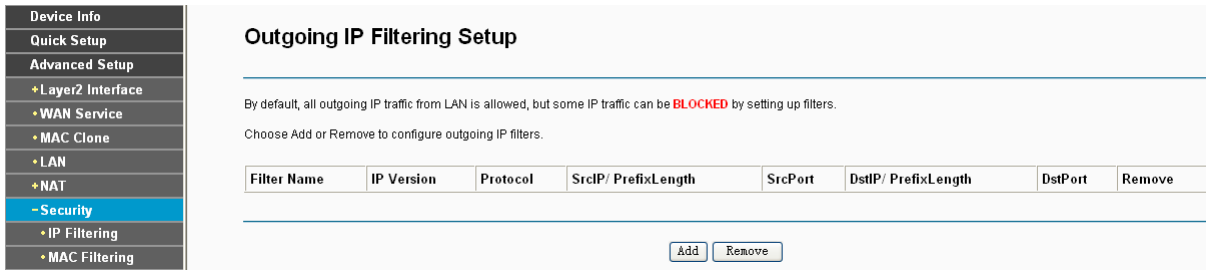 Device Info
Quick Setup
Advanced Setup
+Layer2 Interface
•WAN Service
•MAC Clone
•LAN
+NAT
-Security
•IP Filtering
•MAC Filtering
Outgoing IP Filtering Setup
By default, all outgoing IP traffic from LAN is allowed, but some IP traffic can be BLOCKED by setting up filters.
Choose Add or Remove to configure outgoing IP filters.
Filter Name IP Version Protocol SrcIP/ PrefixLength SrcPort DstIP/ PrefixLength DstPort Remove
Add Remove